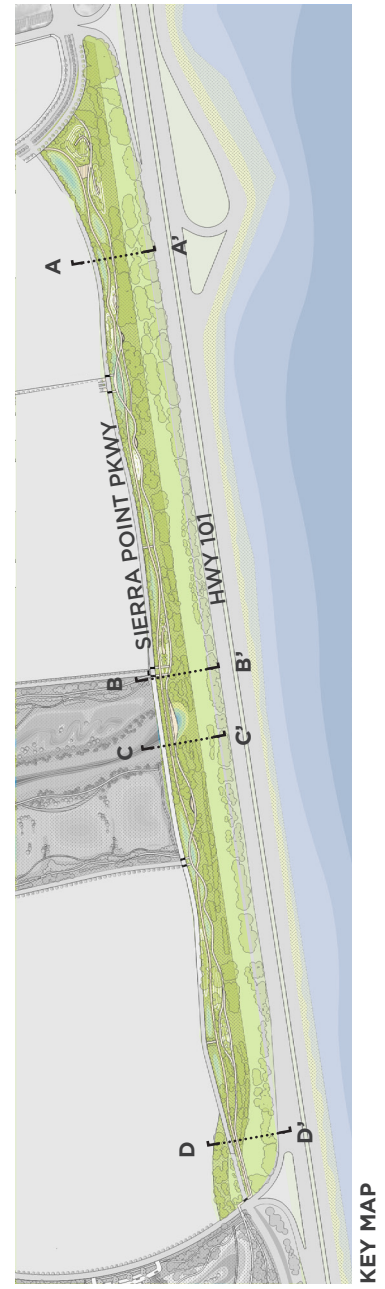 A
A'
SIERRA POINT PKWY
HWY 101
B
B'
C
C'
D
D'
KEY MAP